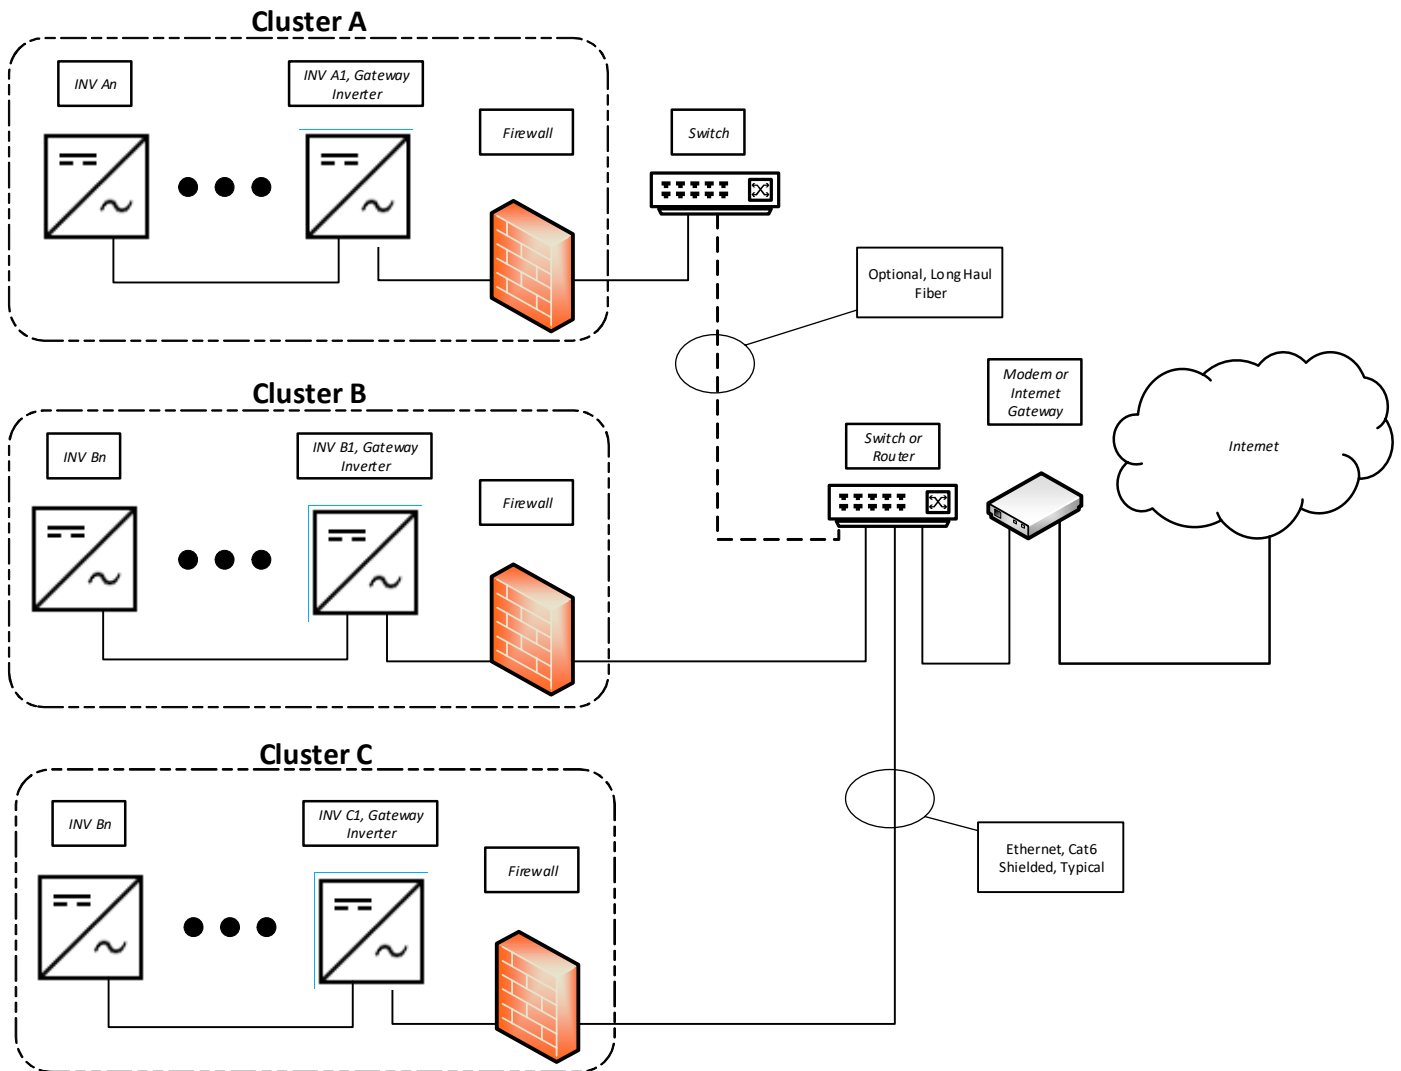 Cluster A
INV An
INV A1, Gateway
Inverter
Firewall
Switch
Optional, Long Haul
Fiber
Cluster B
INV Bn
INV B1, Gateway
Inverter
Firewall
Switch or
Router
Modem or
Internet
Gateway
Internet
Cluster C
INV Bn
INV C1, Gateway
Inverter
Firewall
Ethernet, Cat6
Shielded, Typical